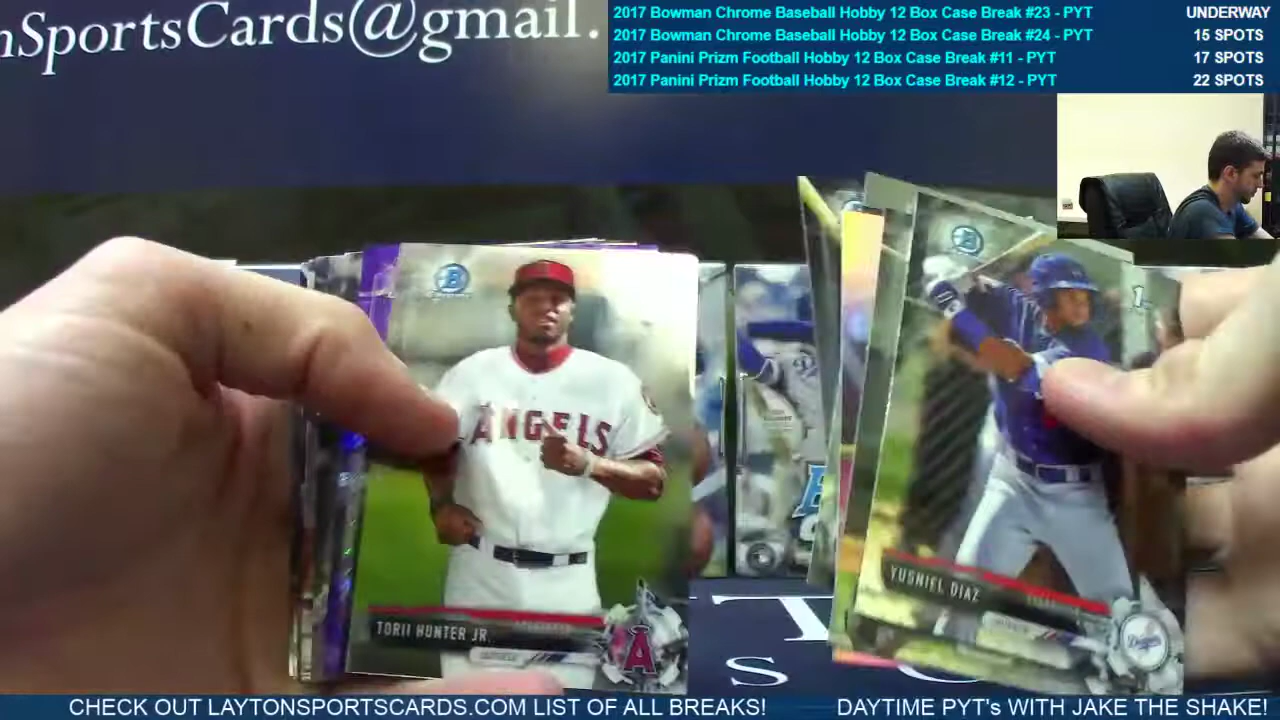 nSportsCards@gmail.
2017 Bowman Chrome Baseball Hobby 12 Box Case Break #23 - PYT UNDERWAY
2017 Bowman Chrome Baseball Hobby 12 Box Case Break #24 - PYT 15 SPOTS
2017 Panini Prizm Football Hobby 12 Box Case Break #11 - PYT 17 SPOTS
2017 Panini Prizm Football Hobby 12 Box Case Break #12 - PYT 22 SPOTS
ANGELS
TORII HUNTER JR.
A
1st
YUSNIEL DIAZ
Dodgers
CHECK OUT LAYTONSPORTSCARDS.COM LIST OF ALL BREAKS! DAYTIME PYT's WITH JAKE THE SHAKE!